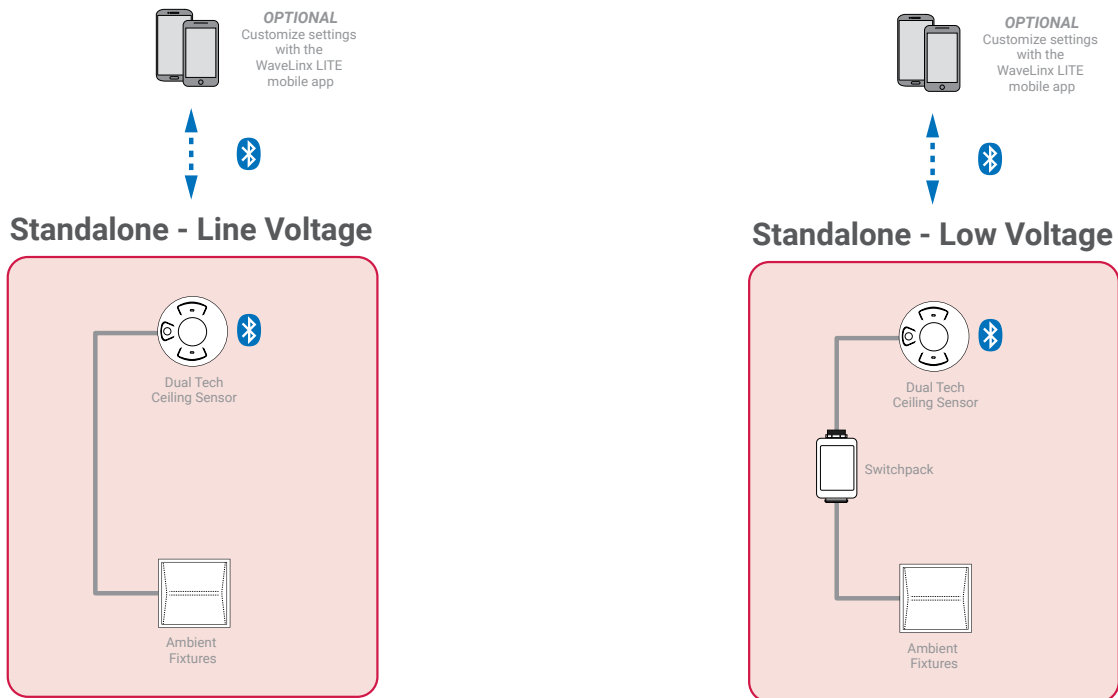 OPTIONAL
Customize settings
with the
WaveLinx LITE
mobile app
Standalone - Line Voltage
Dual Tech
Ceiling Sensor
Ambient
Fixtures
OPTIONAL
Customize settings
with the
WaveLinx LITE
mobile app
Standalone - Low Voltage
Dual Tech
Ceiling Sensor
Switchpack
Ambient
Fixtures